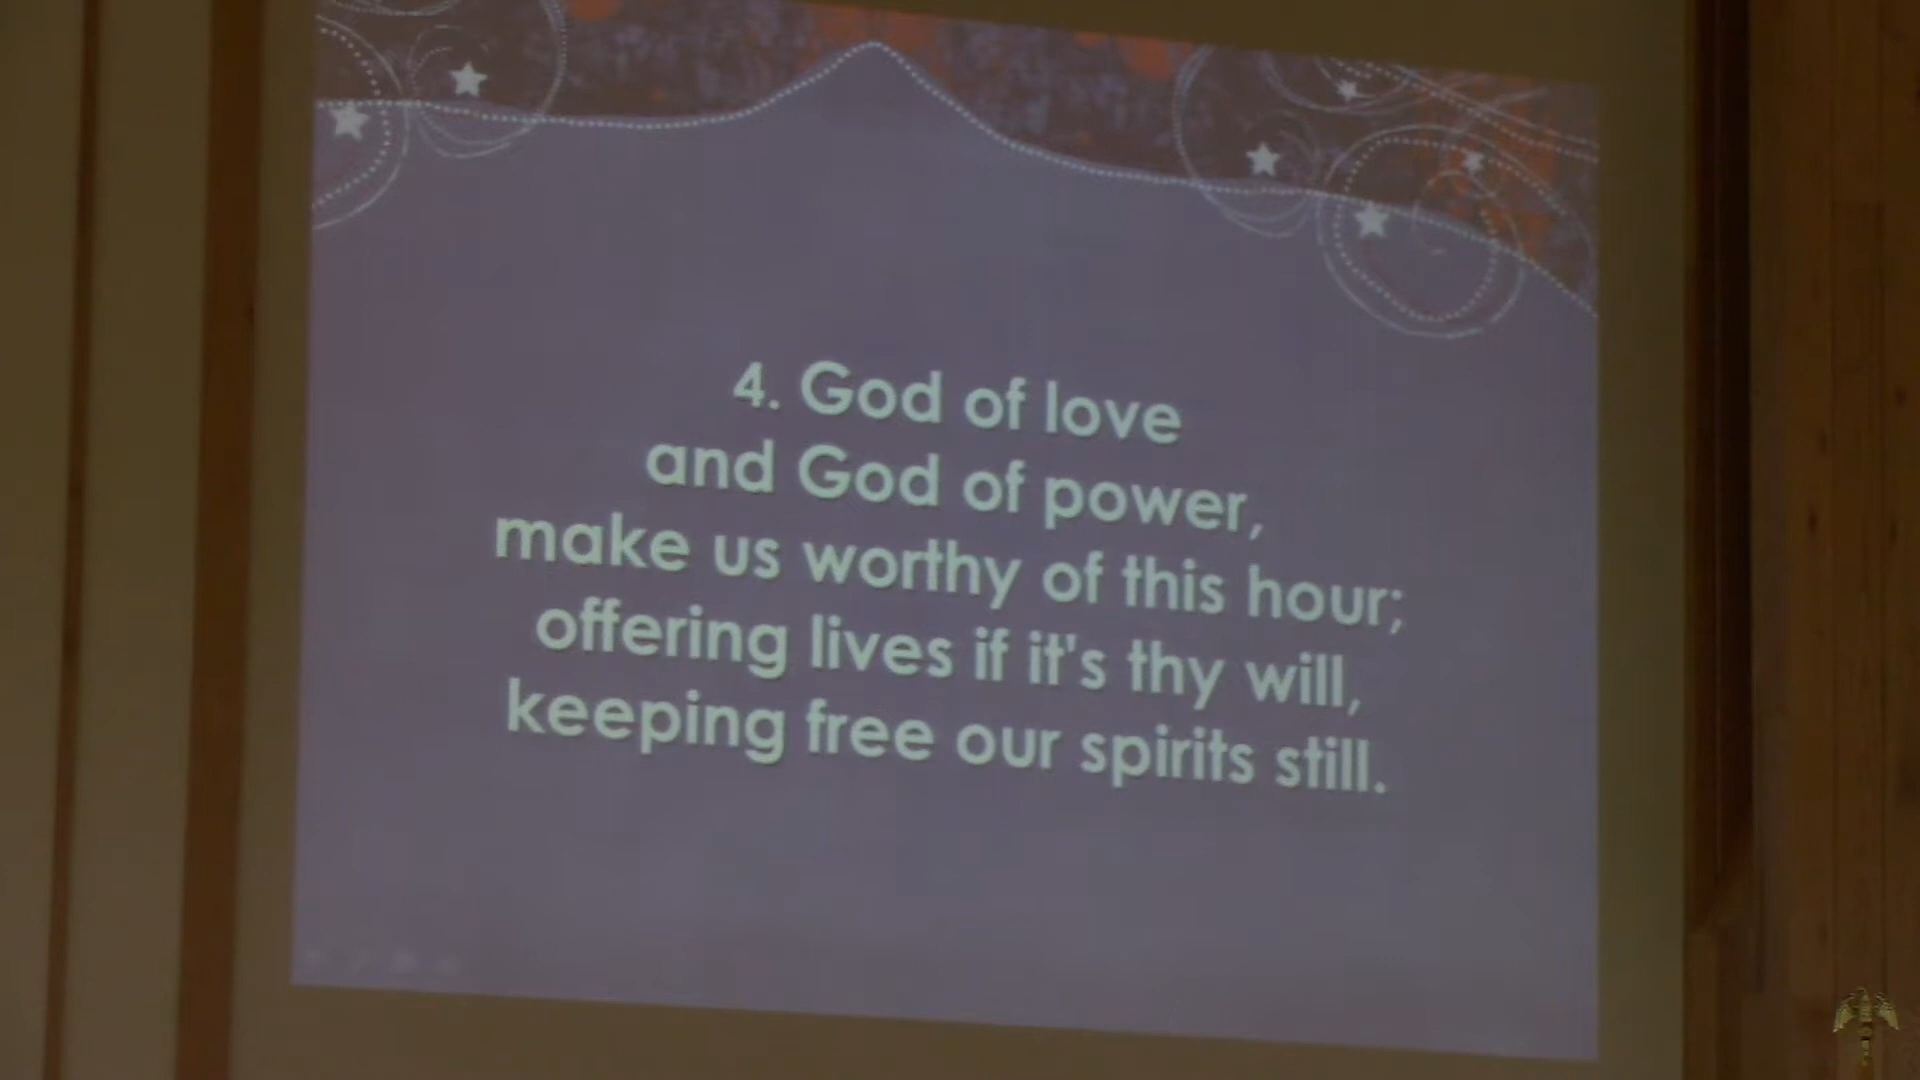 4. God of love
and God of power,
make us worthy of this hour;
offering lives if it's thy will,
keeping free our spirits still.